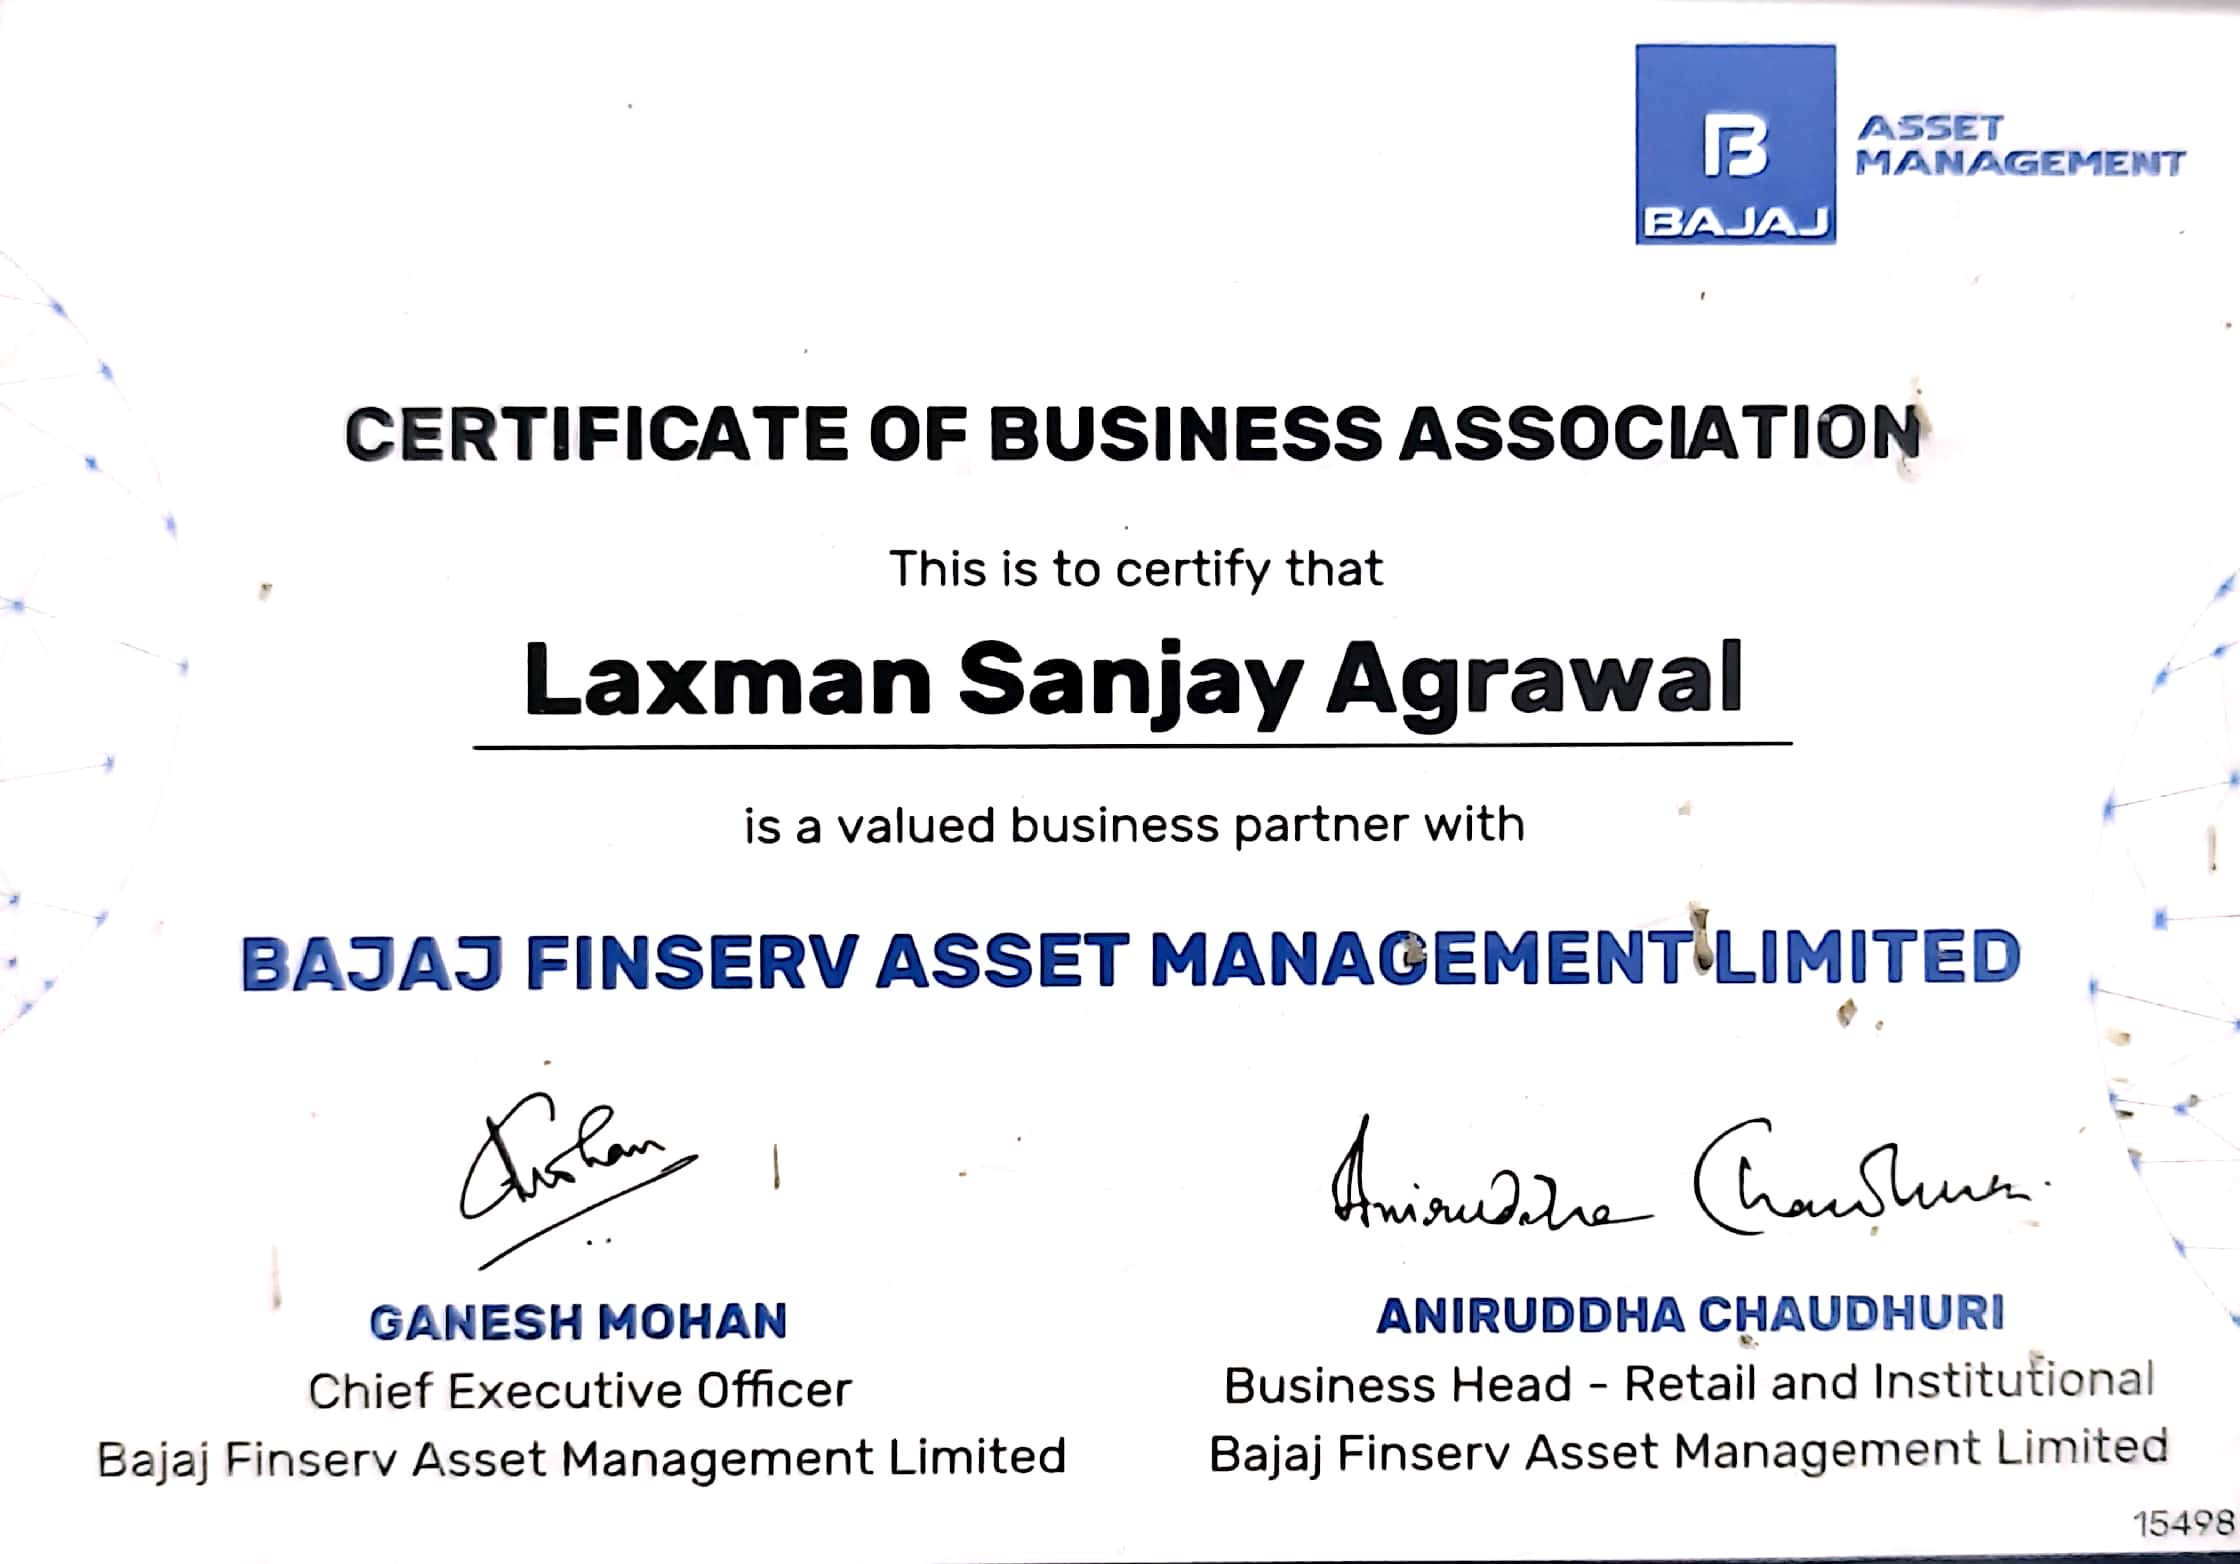 B
BAJAJ
ASSET
MANAGEMENT
CERTIFICATE OF BUSINESS ASSOCIATION
This is to certify that
Laxman Sanjay Agrawal
is a valued business partner with
BAJAJ FINSERV ASSET MANAGEMENT LIMITED
Aniruddha Chaudhuri
GANESH MOHAN
Chief Executive Officer
Bajaj Finserv Asset Management Limited
ANIRUDDHA CHAUDHURI
Business Head - Retail and Institutional
Bajaj Finserv Asset Management Limited
15498